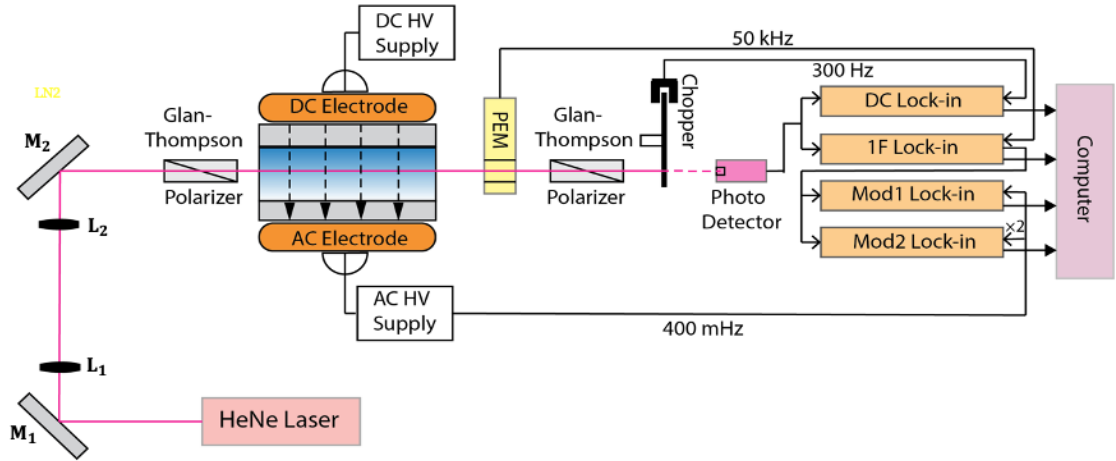 DC HV
Supply
50 kHz
300 Hz
LN2
Glan-
Thompson
Polarizer
DC Electrode
AC Electrode
PEM
Glan-
Thompson
Polarizer
Chopper
Photo
Detector
DC Lock-in
1F Lock-in
Mod1 Lock-in
×2
Mod2 Lock-in
Computer
M2
L2
AC HV
Supply
400 mHz
L1
M1
HeNe Laser